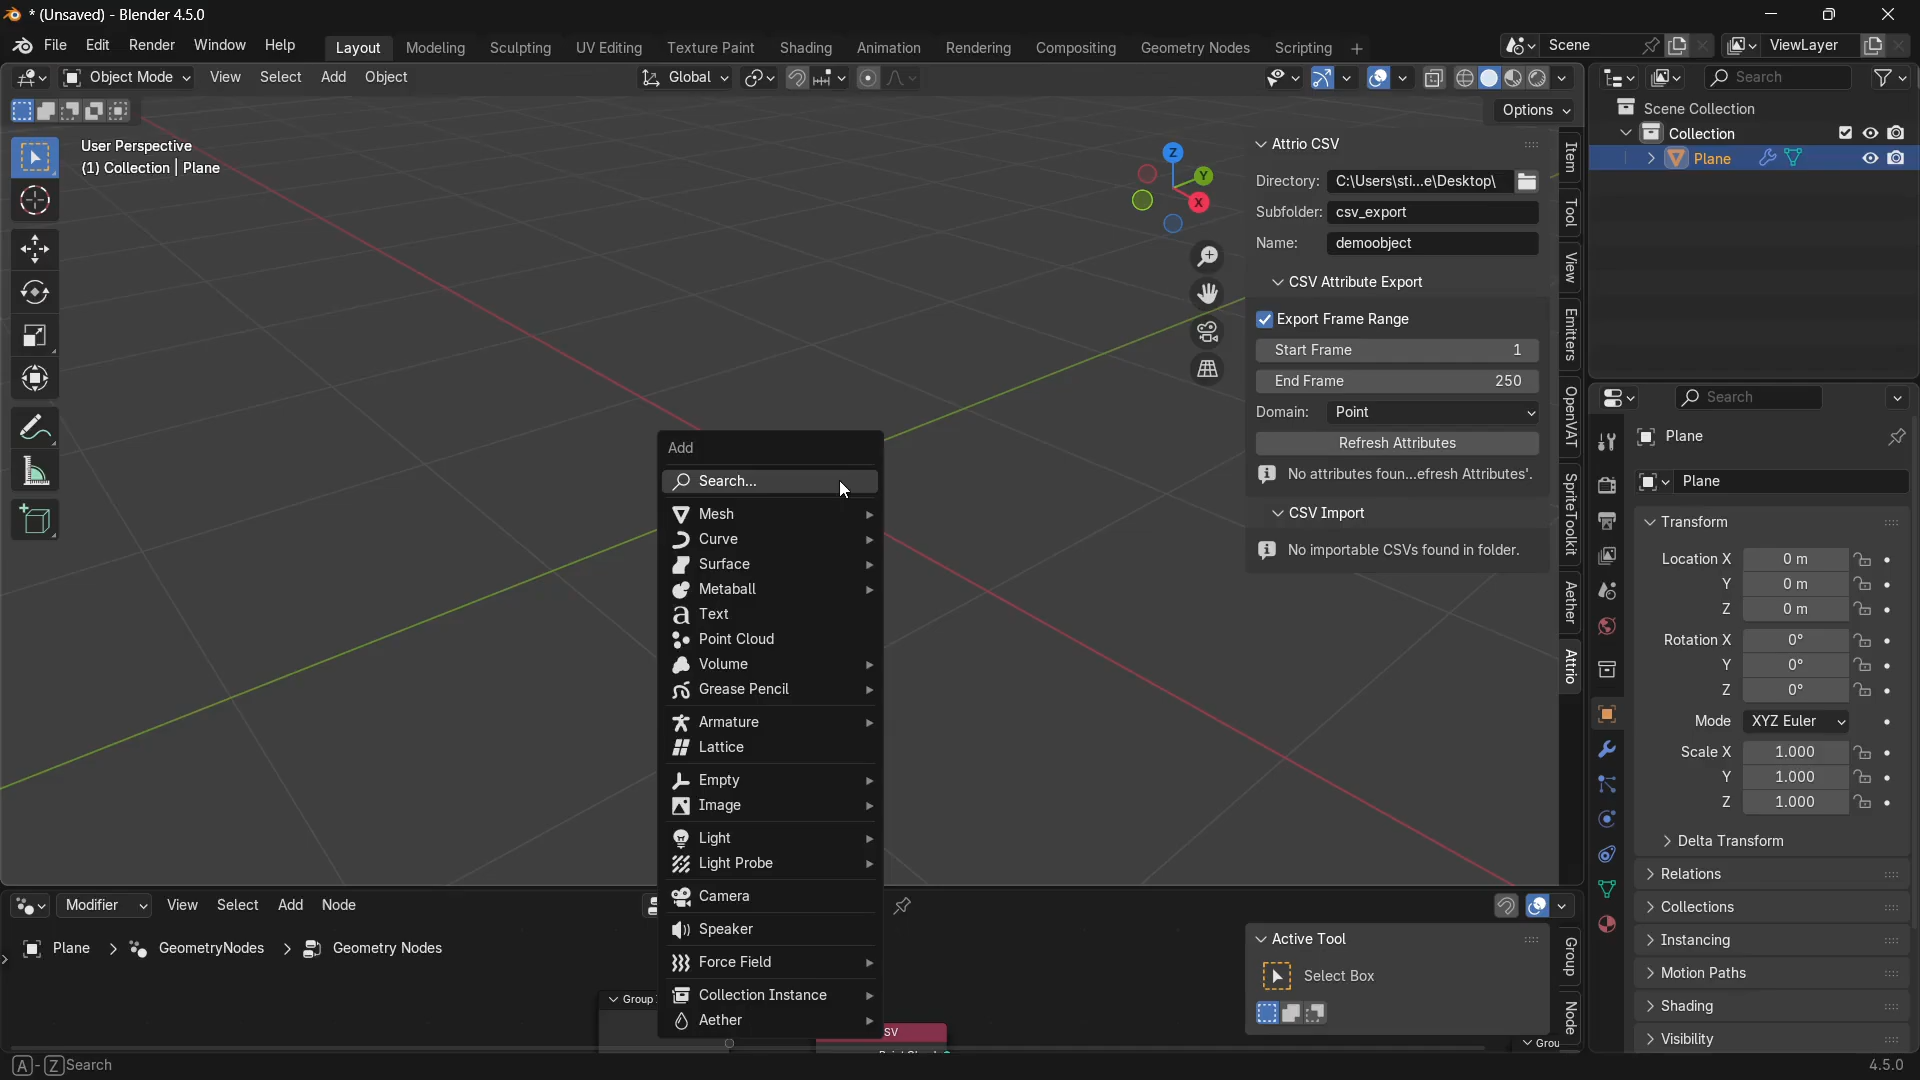 * (Unsaved) - Blender 4.5.0
File Edit Render Window Help Layout Modeling Sculpting UV Editing Texture Paint Shading Animation Rendering Compositing Geometry Nodes Scripting + Scene ViewLayer
Object Mode View Select Add Object Global Search
Options
User Perspective
(1) Collection | Plane
Z
Y
X
Attrio CSV
Directory: C:\Users\sti...e\Desktop\
Subfolder: csv_export
Name: demoobject
CSV Attribute Export
Export Frame Range
Start Frame 1
End Frame 250
Domain: Point
Refresh Attributes
No attributes foun...efresh Attributes'.
CSV Import
No importable CSVs found in folder.
Item
Tool
View
Emitters
OpenVAT
SpriteToolkit
Aether
Attrio
Scene Collection
Collection
Plane
Search
Plane
Plane
Transform
Location X 0 m
Y 0 m
Z 0 m
Rotation X 0°
Y 0°
Z 0°
Mode XYZ Euler
Scale X 1.000
Y 1.000
Z 1.000
Delta Transform
Relations
Collections
Instancing
Motion Paths
Shading
Visibility
Add
Search...
Mesh
Curve
Surface
Metaball
Text
Point Cloud
Volume
Grease Pencil
Armature
Lattice
Empty
Image
Light
Light Probe
Camera
Speaker
Force Field
Collection Instance
Aether
Modifier View Select Add Node
Plane > GeometryNodes > Geometry Nodes
Group
SV
Grou
Active Tool
Select Box
Group
Node
A - Z Search
4.5.0